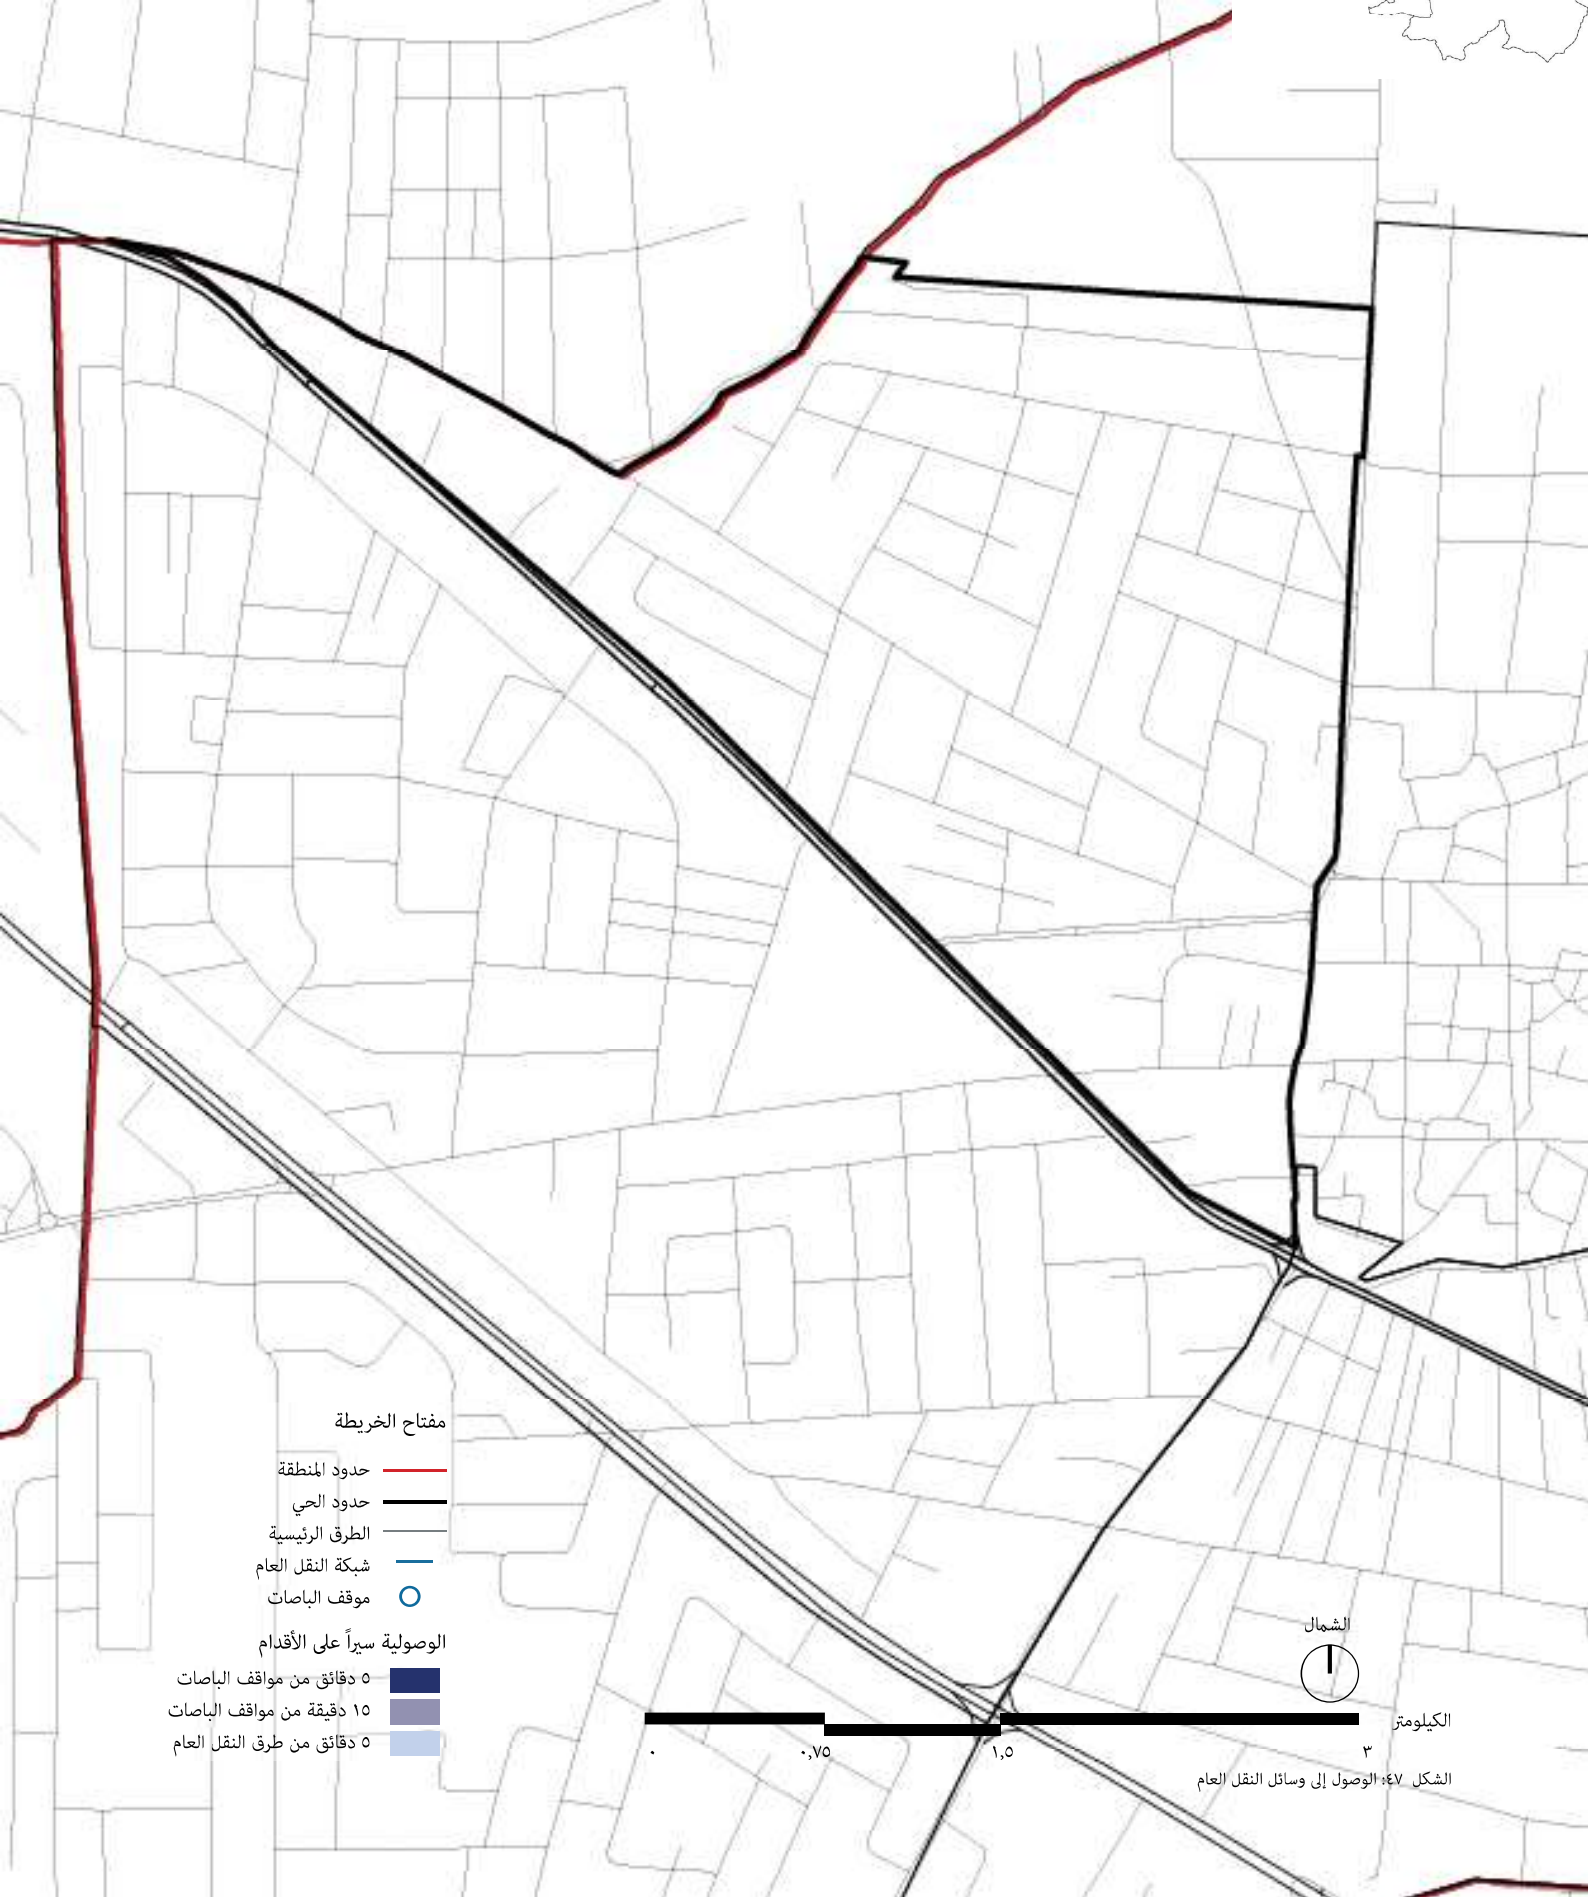 مفتاح الخريطة
حدود المنطقة
حدود الحي
الطرق الرئيسية
شبكة النقل العام
موقف الباصات
الوصولية سيراً على الأقدام
٥ دقائق من مواقف الباصات
١٥ دقيقة من مواقف الباصات
٥ دقائق من طرق النقل العام
الشمال
الكيلومتر
٠ ٠,٧٥ ١,٥ ٣
الشكل ٤٧: الوصول إلى وسائل النقل العام